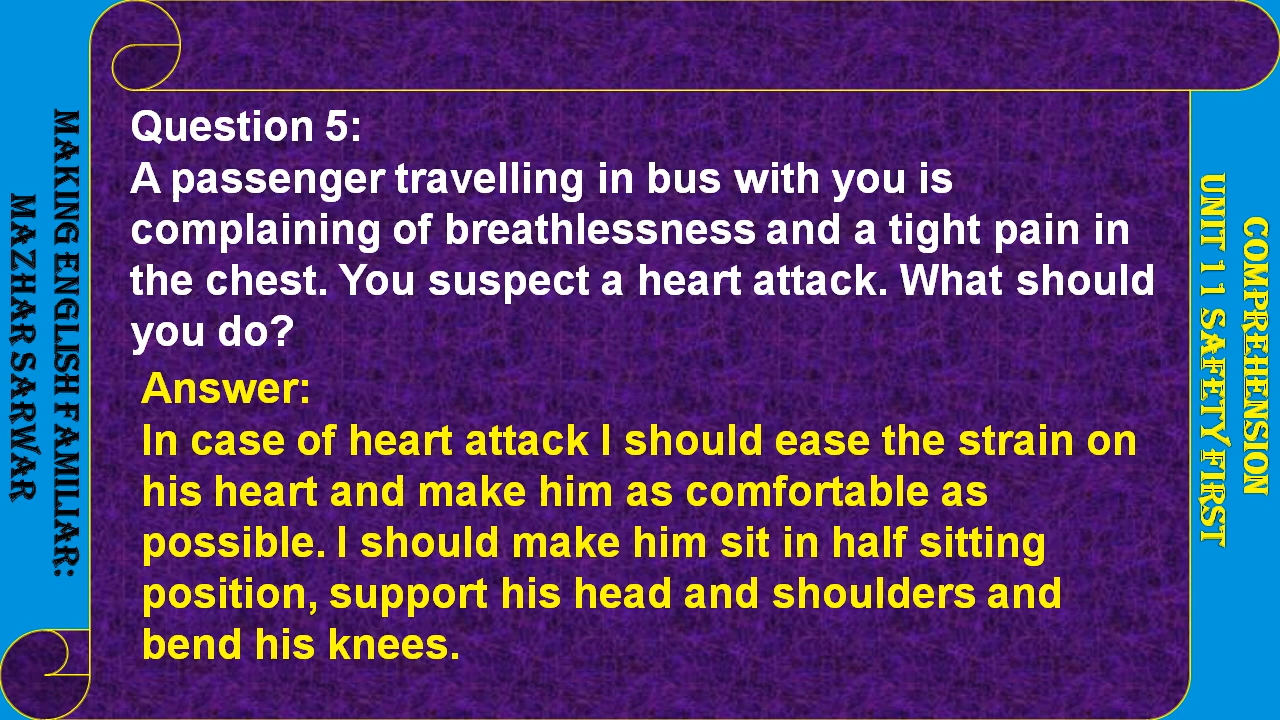 Question 5:
A passenger travelling in bus with you is
complaining of breathlessness and a tight pain in
the chest. You suspect a heart attack. What should
you do?
Answer:
In case of heart attack I should ease the strain on
his heart and make him as comfortable as
possible. I should make him sit in half sitting
position, support his head and shoulders and
bend his knees.
MAKING ENGLISH FAMILIAR:
MAZHAR SARWAR
COMPREHENSION
UNIT 11 SAFETY FIRST